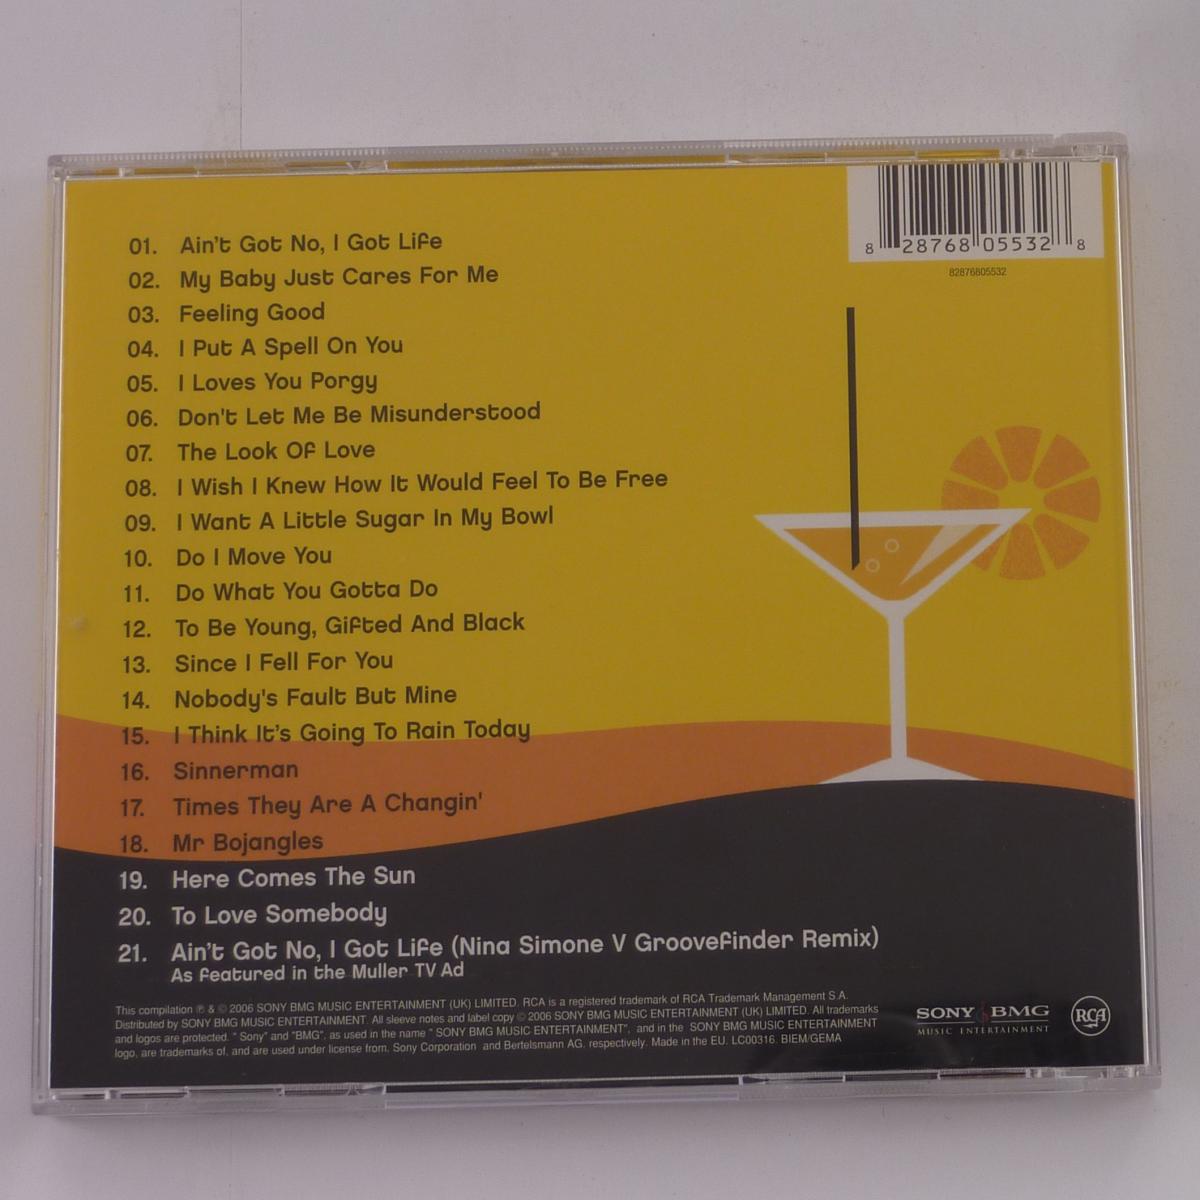 8 28768 05532 8
82876805532
01. Ain't Got No, I Got Life
02. My Baby Just Cares For Me
03. Feeling Good
04. I Put A Spell On You
05. I Loves You Porgy
06. Don't Let Me Be Misunderstood
07. The Look Of Love
08. I Wish I Knew How It Would Feel To Be Free
09. I Want A Little Sugar In My Bowl
10. Do I Move You
11. Do What You Gotta Do
12. To Be Young, Gifted And Black
13. Since I Fell For You
14. Nobody's Fault But Mine
15. I Think It's Going To Rain Today
16. Sinnerman
17. Times They Are A Changin'
18. Mr Bojangles
19. Here Comes The Sun
20. To Love Somebody
21. Ain't Got No, I Got Life (Nina Simone V Groovefinder Remix)
As featured in the Muller TV Ad
This compilation ℗ & © 2006 SONY BMG MUSIC ENTERTAINMENT (UK) LIMITED. RCA is a registered trademark of RCA Trademark Management S.A.
Distributed by SONY BMG MUSIC ENTERTAINMENT. All sleeve notes and label copy © 2006 SONY BMG MUSIC ENTERTAINMENT (UK) LIMITED. All trademarks
and logos are protected. " Sony" and "BMG", as used in the name " SONY BMG MUSIC ENTERTAINMENT", and in the SONY BMG MUSIC ENTERTAINMENT
logo, are trademarks of, and are used under license from, Sony Corporation and Bertelsmann AG, respectively. Made in the EU. LC00316. BIEM/GEMA
SONY BMG
MUSIC ENTERTAINMENT
RCA